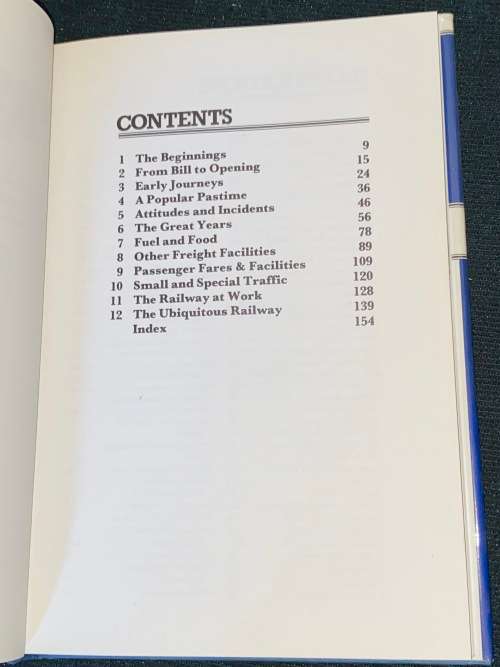 CONTENTS
1 The Beginnings 9
2 From Bill to Opening 15
3 Early Journeys 24
4 A Popular Pastime 36
5 Attitudes and Incidents 46
6 The Great Years 56
7 Fuel and Food 78
8 Other Freight Facilities 89
9 Passenger Fares & Facilities 109
10 Small and Special Traffic 120
11 The Railway at Work 128
12 The Ubiquitous Railway 139
Index 154